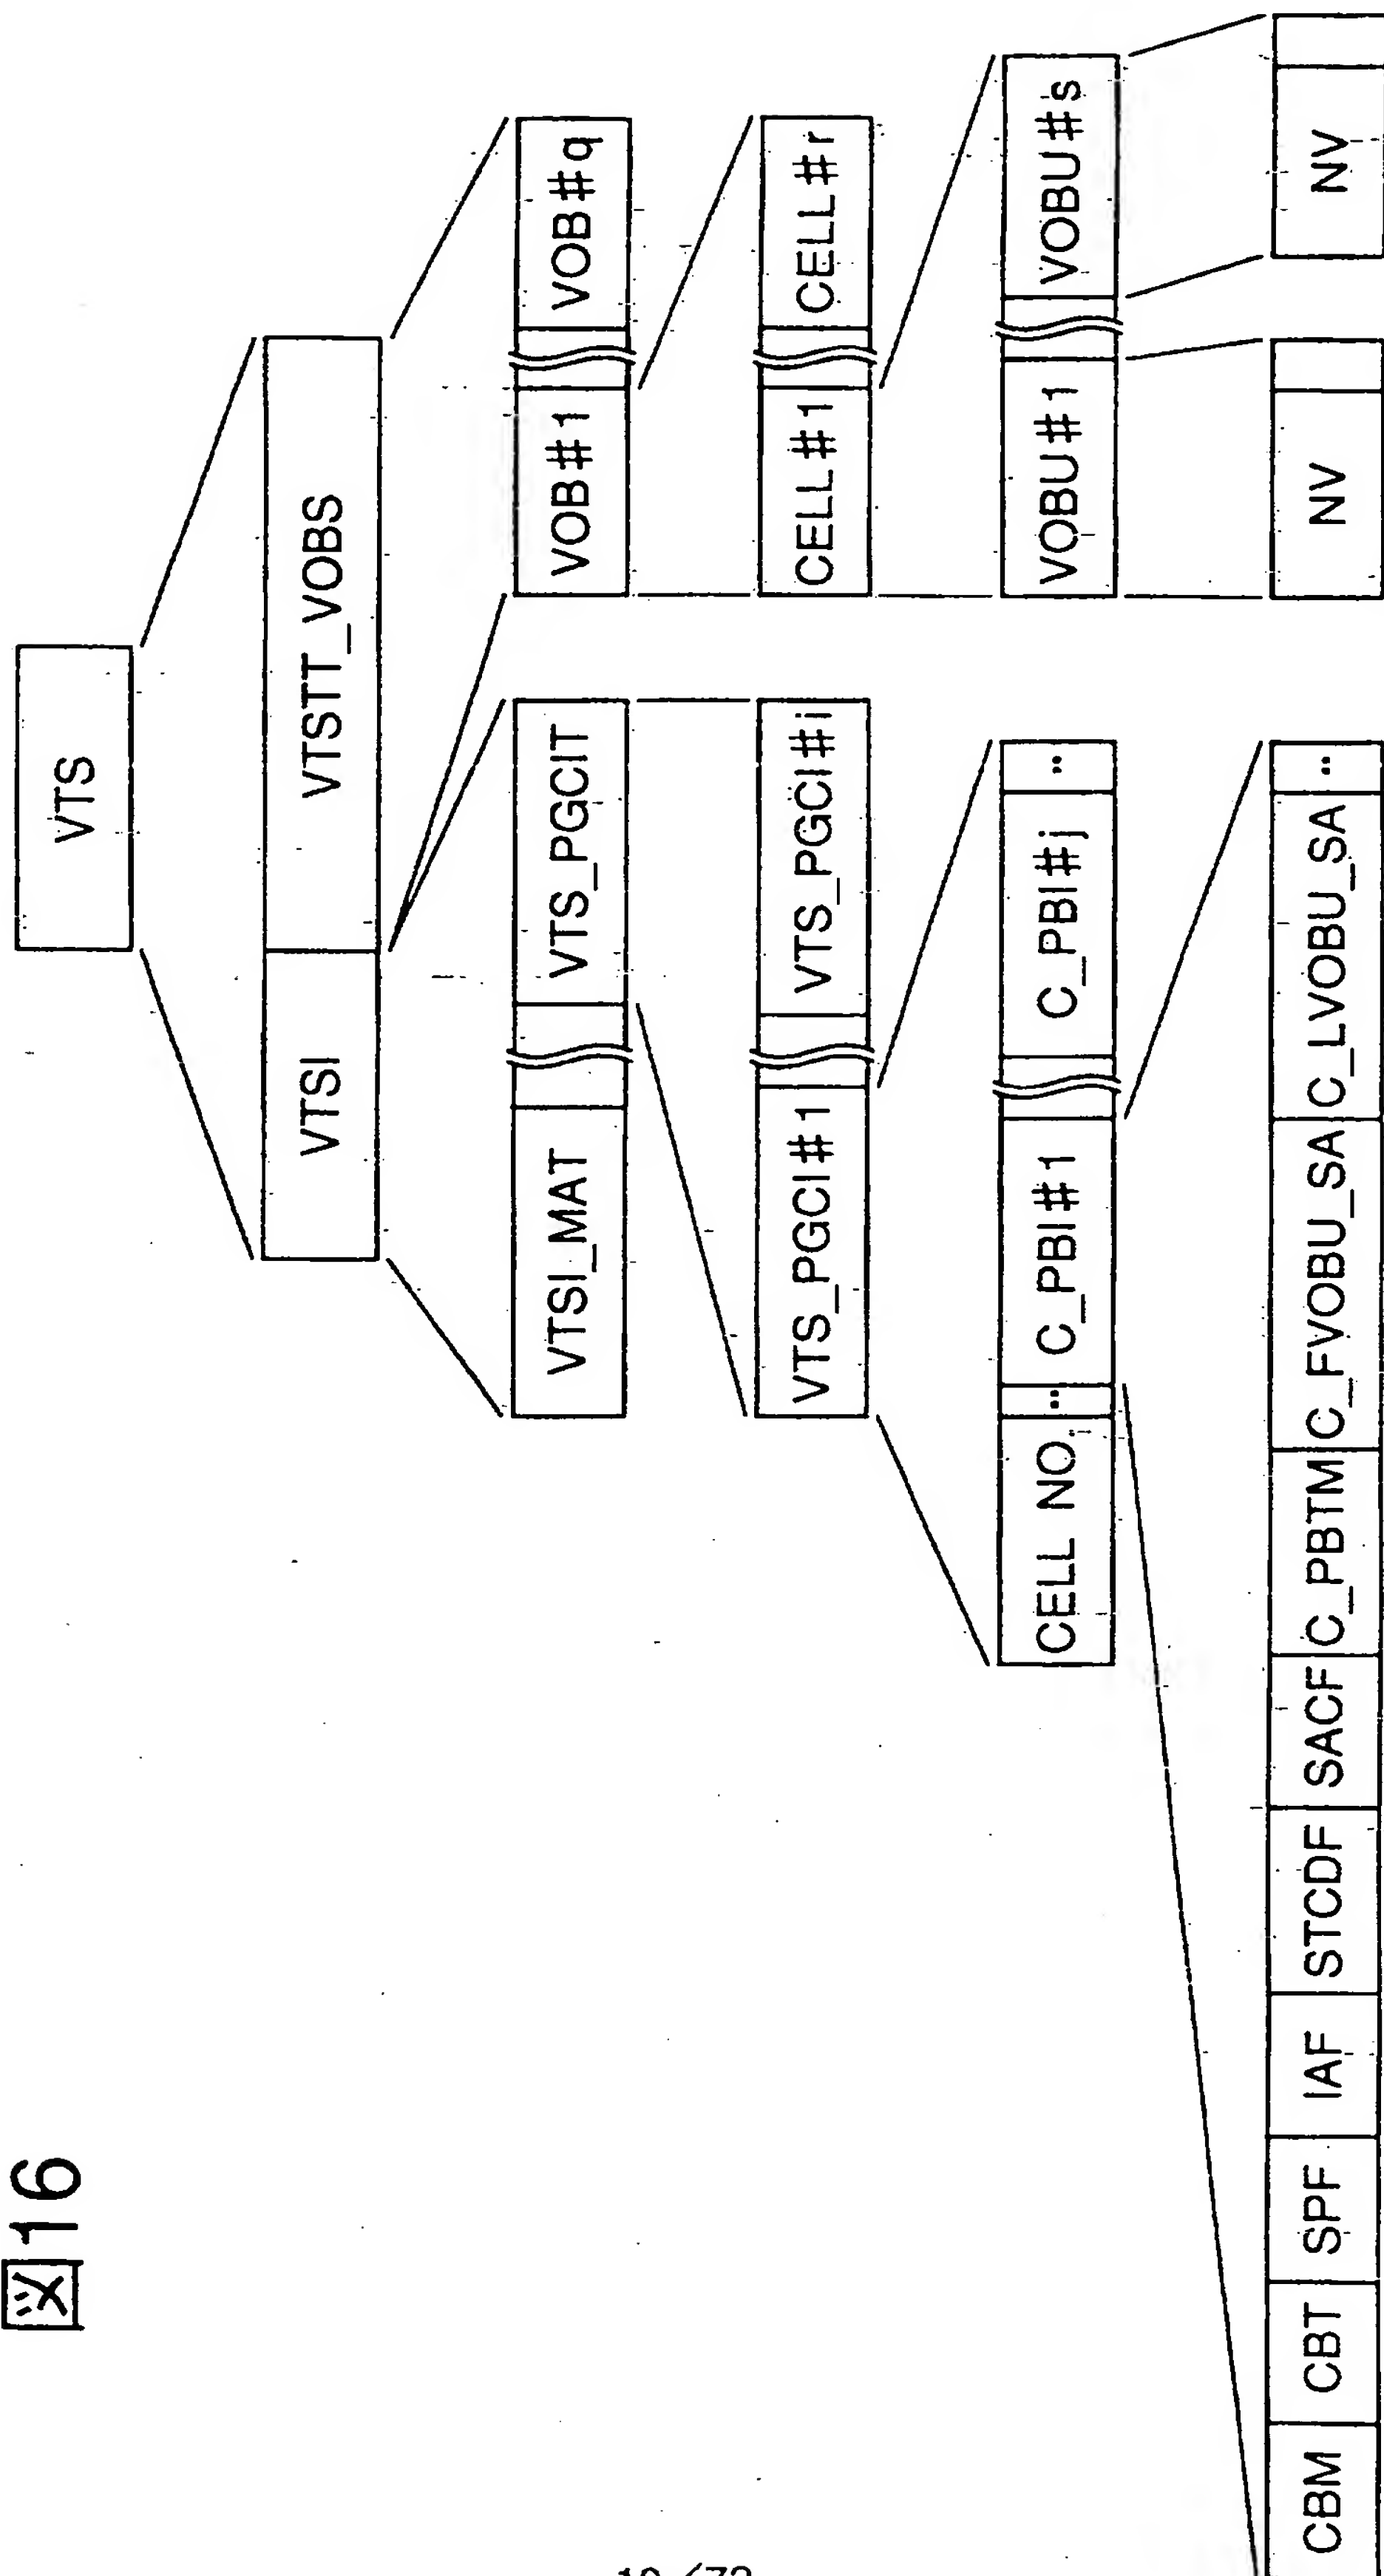 図16
VTS
VTSI VTSTT_VOBS
VTSI_MAT VTS_PGCIT VOB#1 VOB#q
VTS_PGCI#1 VTS_PGCI#i CELL#1 CELL#r
CELL NO. ‥ C_PBI#1 C_PBI#j ‥ VOBU#1 VOBU#s
CBM CBT SPF IAF STCDF SACF C_PBTM C_FVOBU_SA C_LVOBU_SA ‥ NV NV